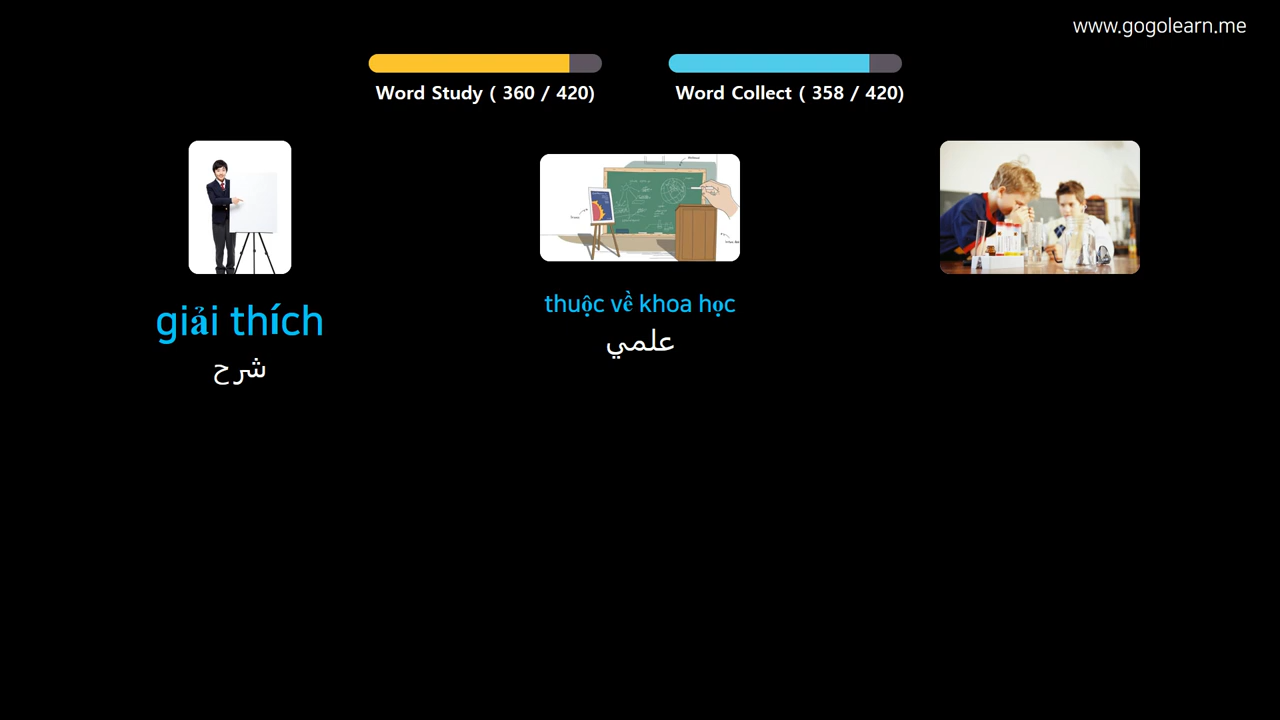 www.gogolearn.me
Word Study ( 360 / 420)
Word Collect ( 358 / 420)
giải thích
شرح
thuộc về khoa học
علمي